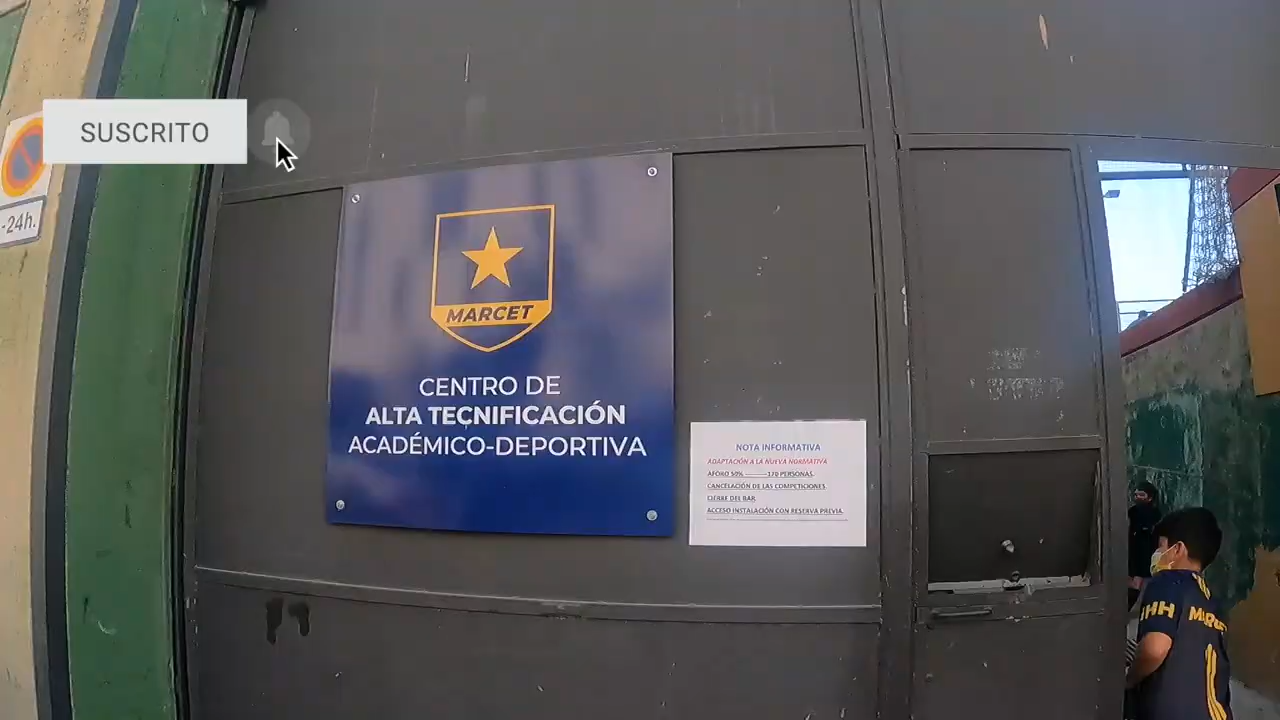 SUSCRITO
-24h.
MARCET
CENTRO DE
ALTA TECNIFICACIÓN
ACADÉMICO-DEPORTIVA
NOTA INFORMATIVA
ADAPTACIÓN A LA NUEVA NORMATIVA
AFORO 50% ---------170 PERSONAS.
CANCELACIÓN DE LAS COMPETICIONES.
CIERRE DEL BAR.
ACCESO INSTALACIÓN CON RESERVA PREVIA.